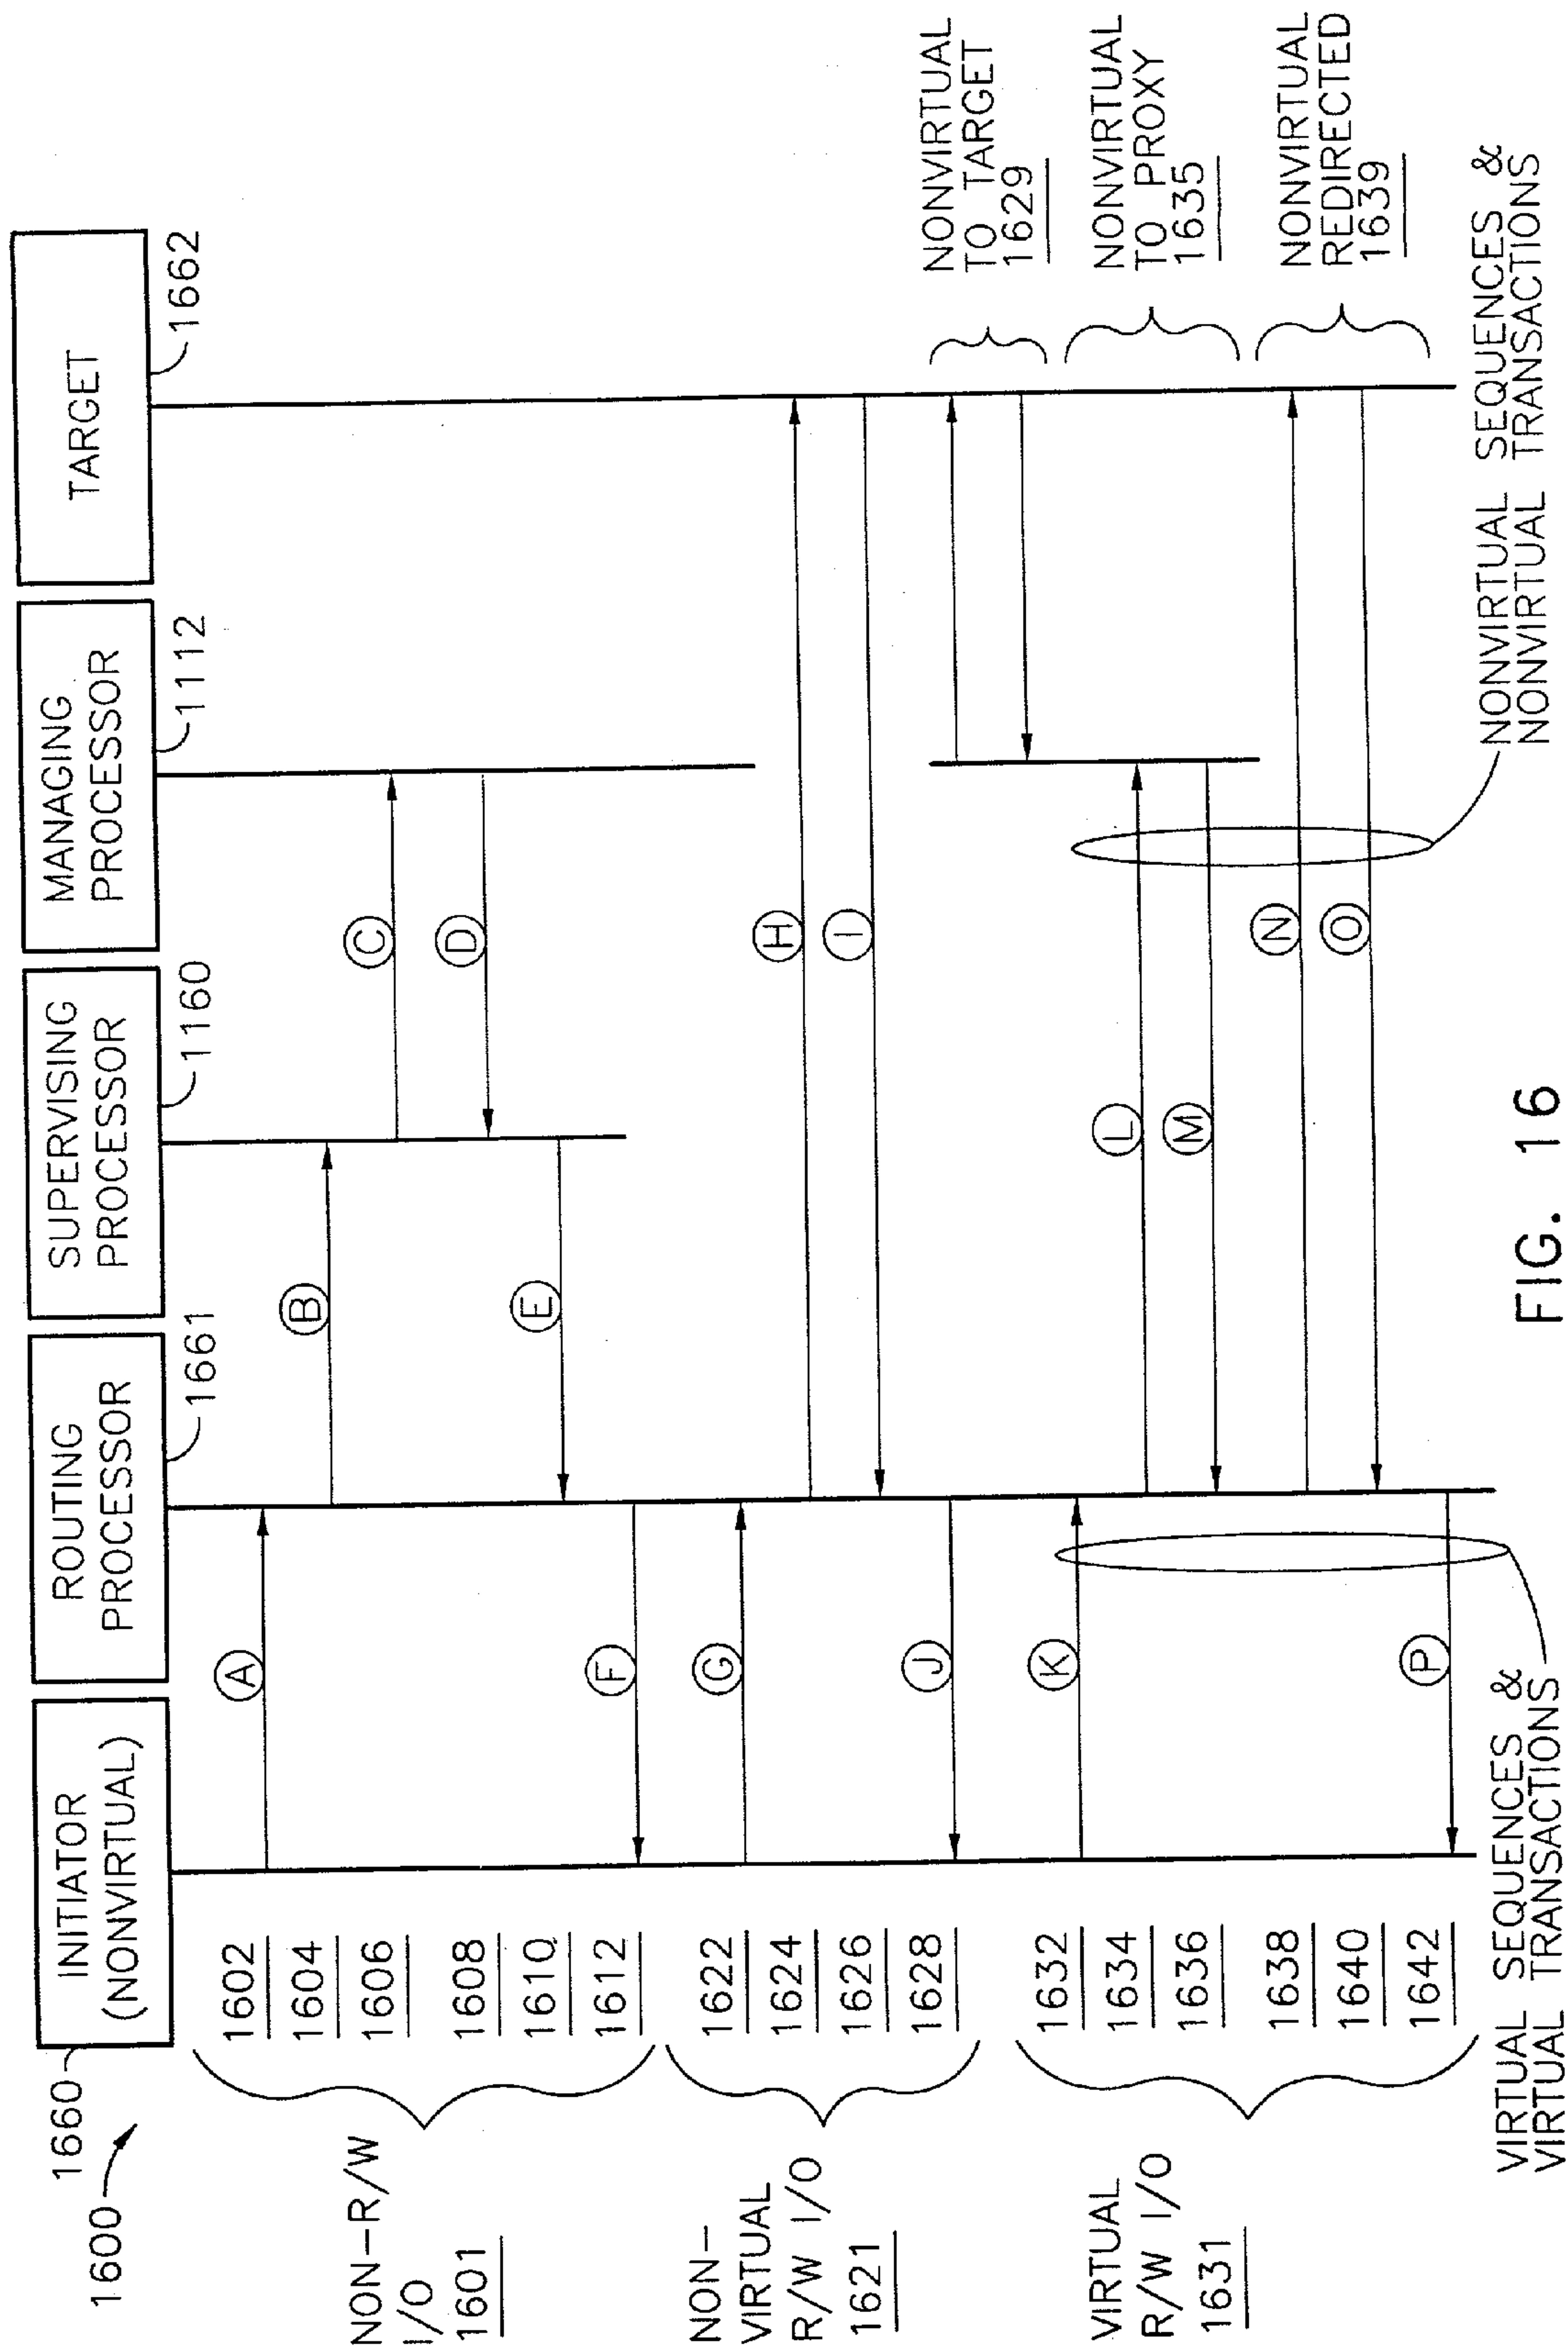 1600
1660
INITIATOR
(NONVIRTUAL)
ROUTING
PROCESSOR
1661
SUPERVISING
PROCESSOR
1160
MANAGING
PROCESSOR
1112
TARGET
1662
NON-R/W
I/O
1601
1602
1604
1606
1608
1610
1612
A
B
C
D
E
F
NON-
VIRTUAL
R/W I/O
1621
1622
1624
1626
1628
G
H
I
J
NONVIRTUAL
TO TARGET
1629
VIRTUAL
R/W I/O
1631
1632
1634
1636
1638
1640
1642
K
L
M
N
O
P
NONVIRTUAL
TO PROXY
1635
NONVIRTUAL
REDIRECTED
1639
VIRTUAL SEQUENCES &
VIRTUAL TRANSACTIONS
NONVIRTUAL SEQUENCES &
NONVIRTUAL TRANSACTIONS
FIG. 16